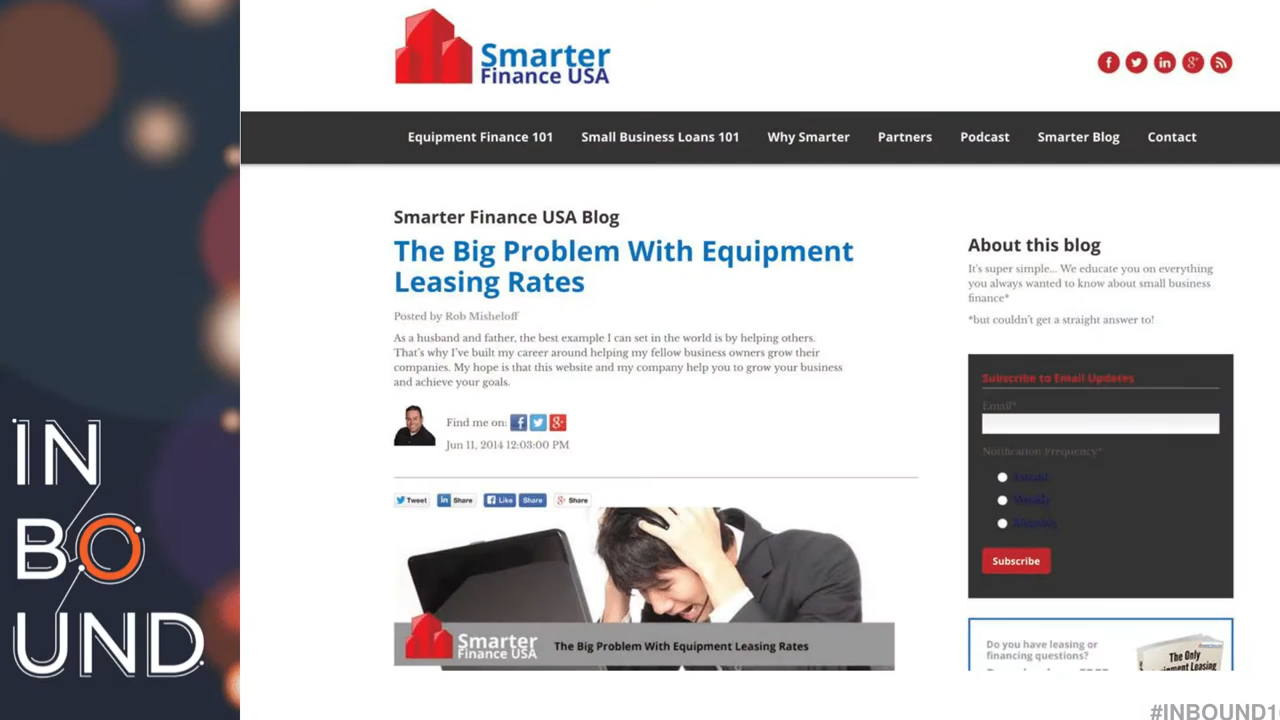 Smarter
Finance USA
Equipment Finance 101 Small Business Loans 101 Why Smarter Partners Podcast Smarter Blog Contact
Smarter Finance USA Blog
The Big Problem With Equipment
Leasing Rates
Posted by Rob Misheloff
As a husband and father, the best example I can set in the world is by helping others.
That's why I've built my career around helping my fellow business owners grow their
companies. My hope is that this website and my company help you to grow your business
and achieve your goals.
Find me on:
Jun 11, 2014 12:03:00 PM
Tweet Share Like Share Share
Smarter
Finance USA
The Big Problem With Equipment Leasing Rates
About this blog
It's super simple... We educate you on everything
you always wanted to know about small business
finance*
*but couldn't get a straight answer to!
Subscribe to Email Updates
Email*
Notification Frequency*
Weekly
Subscribe
Do you have leasing or
financing questions?
The Only
Leasing
IN
BO
UND
#INBOUND1